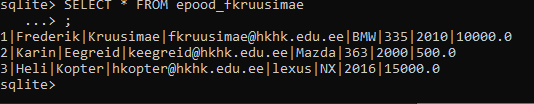 sqlite> SELECT * FROM epood_fkruusimae
   ...> ;
1|Frederik|Kruusimae|fkruusimae@hkhk.edu.ee|BMW|335|2010|10000.0
2|Karin|Eegreid|keegreid@hkhk.edu.ee|Mazda|363|2000|500.0
3|Heli|Kopter|hkopter@hkhk.edu.ee|lexus|NX|2016|15000.0
sqlite>